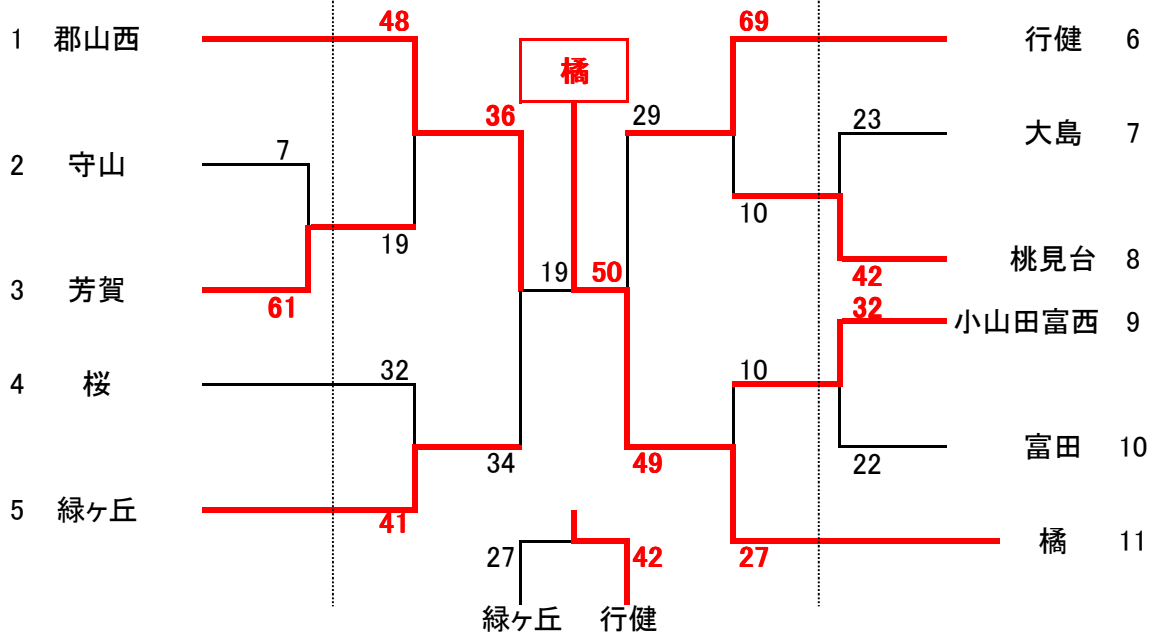 48
69
1 郡山西
橘
行健 6
36
29
23
大島 7
7
2 守山
19
10
桃見台 8
42
19
50
3 芳賀
61
32
小山田富西 9
32
10
4 桜
34
49
富田 10
22
5 緑ヶ丘
41
27
42
27
橘 11
緑ヶ丘 行健